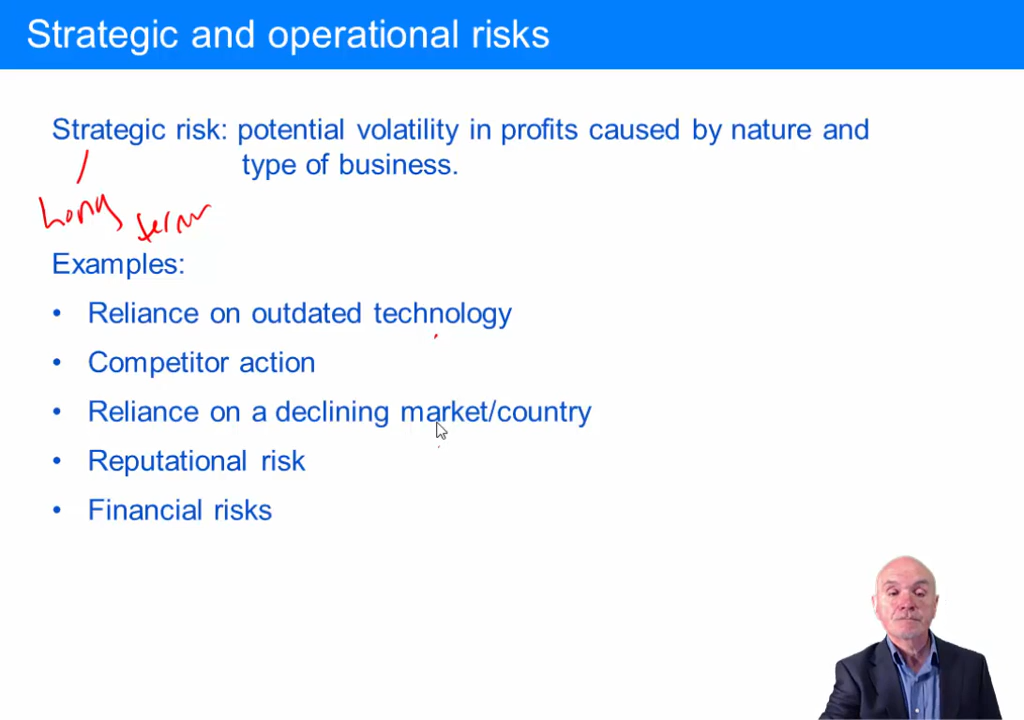 Strategic and operational risks
Strategic risk: potential volatility in profits caused by nature and
type of business.
Long term
Examples:
• Reliance on outdated technology
• Competitor action
• Reliance on a declining market/country
• Reputational risk
• Financial risks